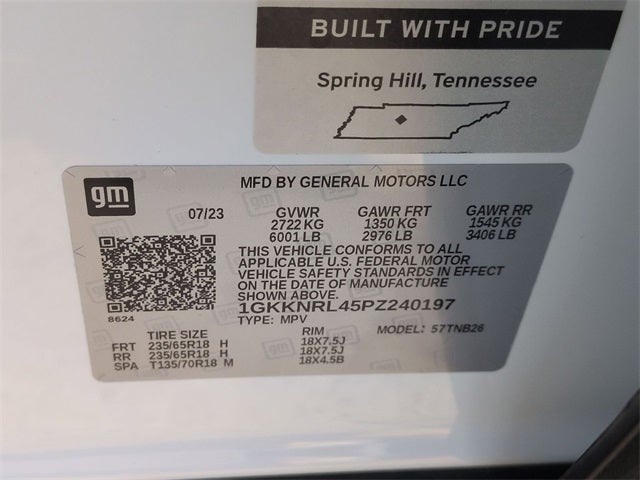 BUILT WITH PRIDE
Spring Hill, Tennessee
gm
MFD BY GENERAL MOTORS LLC
07/23 GVWR GAWR FRT GAWR RR
2722 KG 1350 KG 1545 KG
6001 LB 2976 LB 3406 LB
THIS VEHICLE CONFORMS TO ALL
APPLICABLE U.S. FEDERAL MOTOR
VEHICLE SAFETY STANDARDS IN EFFECT
ON THE DATE OF MANUFACTURE
SHOWN ABOVE.
8624 1GKKNRL45PZ240197
TYPE: MPV MODEL: 57TNB26
TIRE SIZE RIM
FRT 235/65R18 H 18X7.5J
RR 235/65R18 H 18X7.5J
SPA T135/70R18 M 18X4.5B